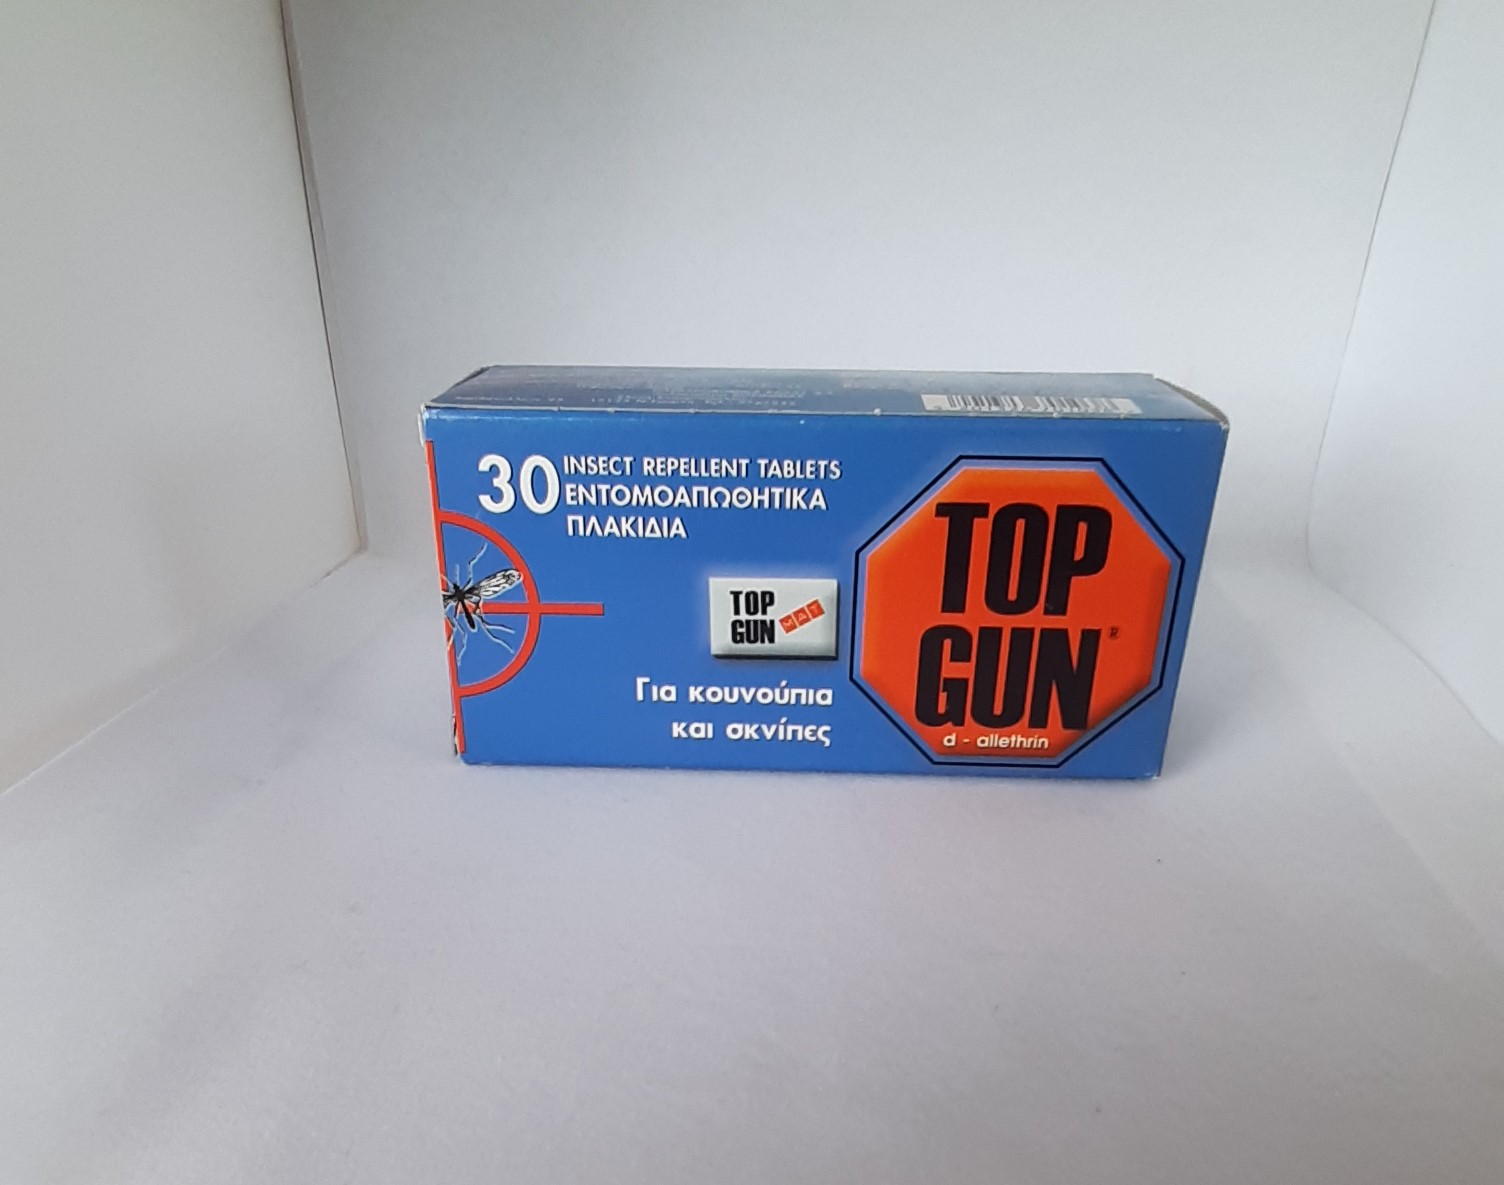 30 INSECT REPELLENT TABLETS
ΕΝΤΟΜΟΑΠΩΘΗΤΙΚΑ
ΠΛΑΚΙΔΙΑ
TOP
GUN
MAT
Για κουνούπια
και σκνίπες
TOP
GUN®
d - allethrin